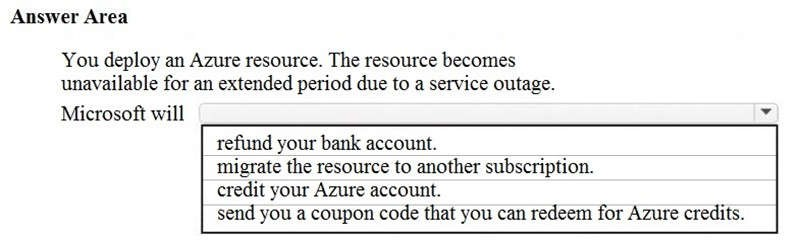 Answer Area
You deploy an Azure resource. The resource becomes
unavailable for an extended period due to a service outage.
Microsoft will
refund your bank account.
migrate the resource to another subscription.
credit your Azure account.
send you a coupon code that you can redeem for Azure credits.